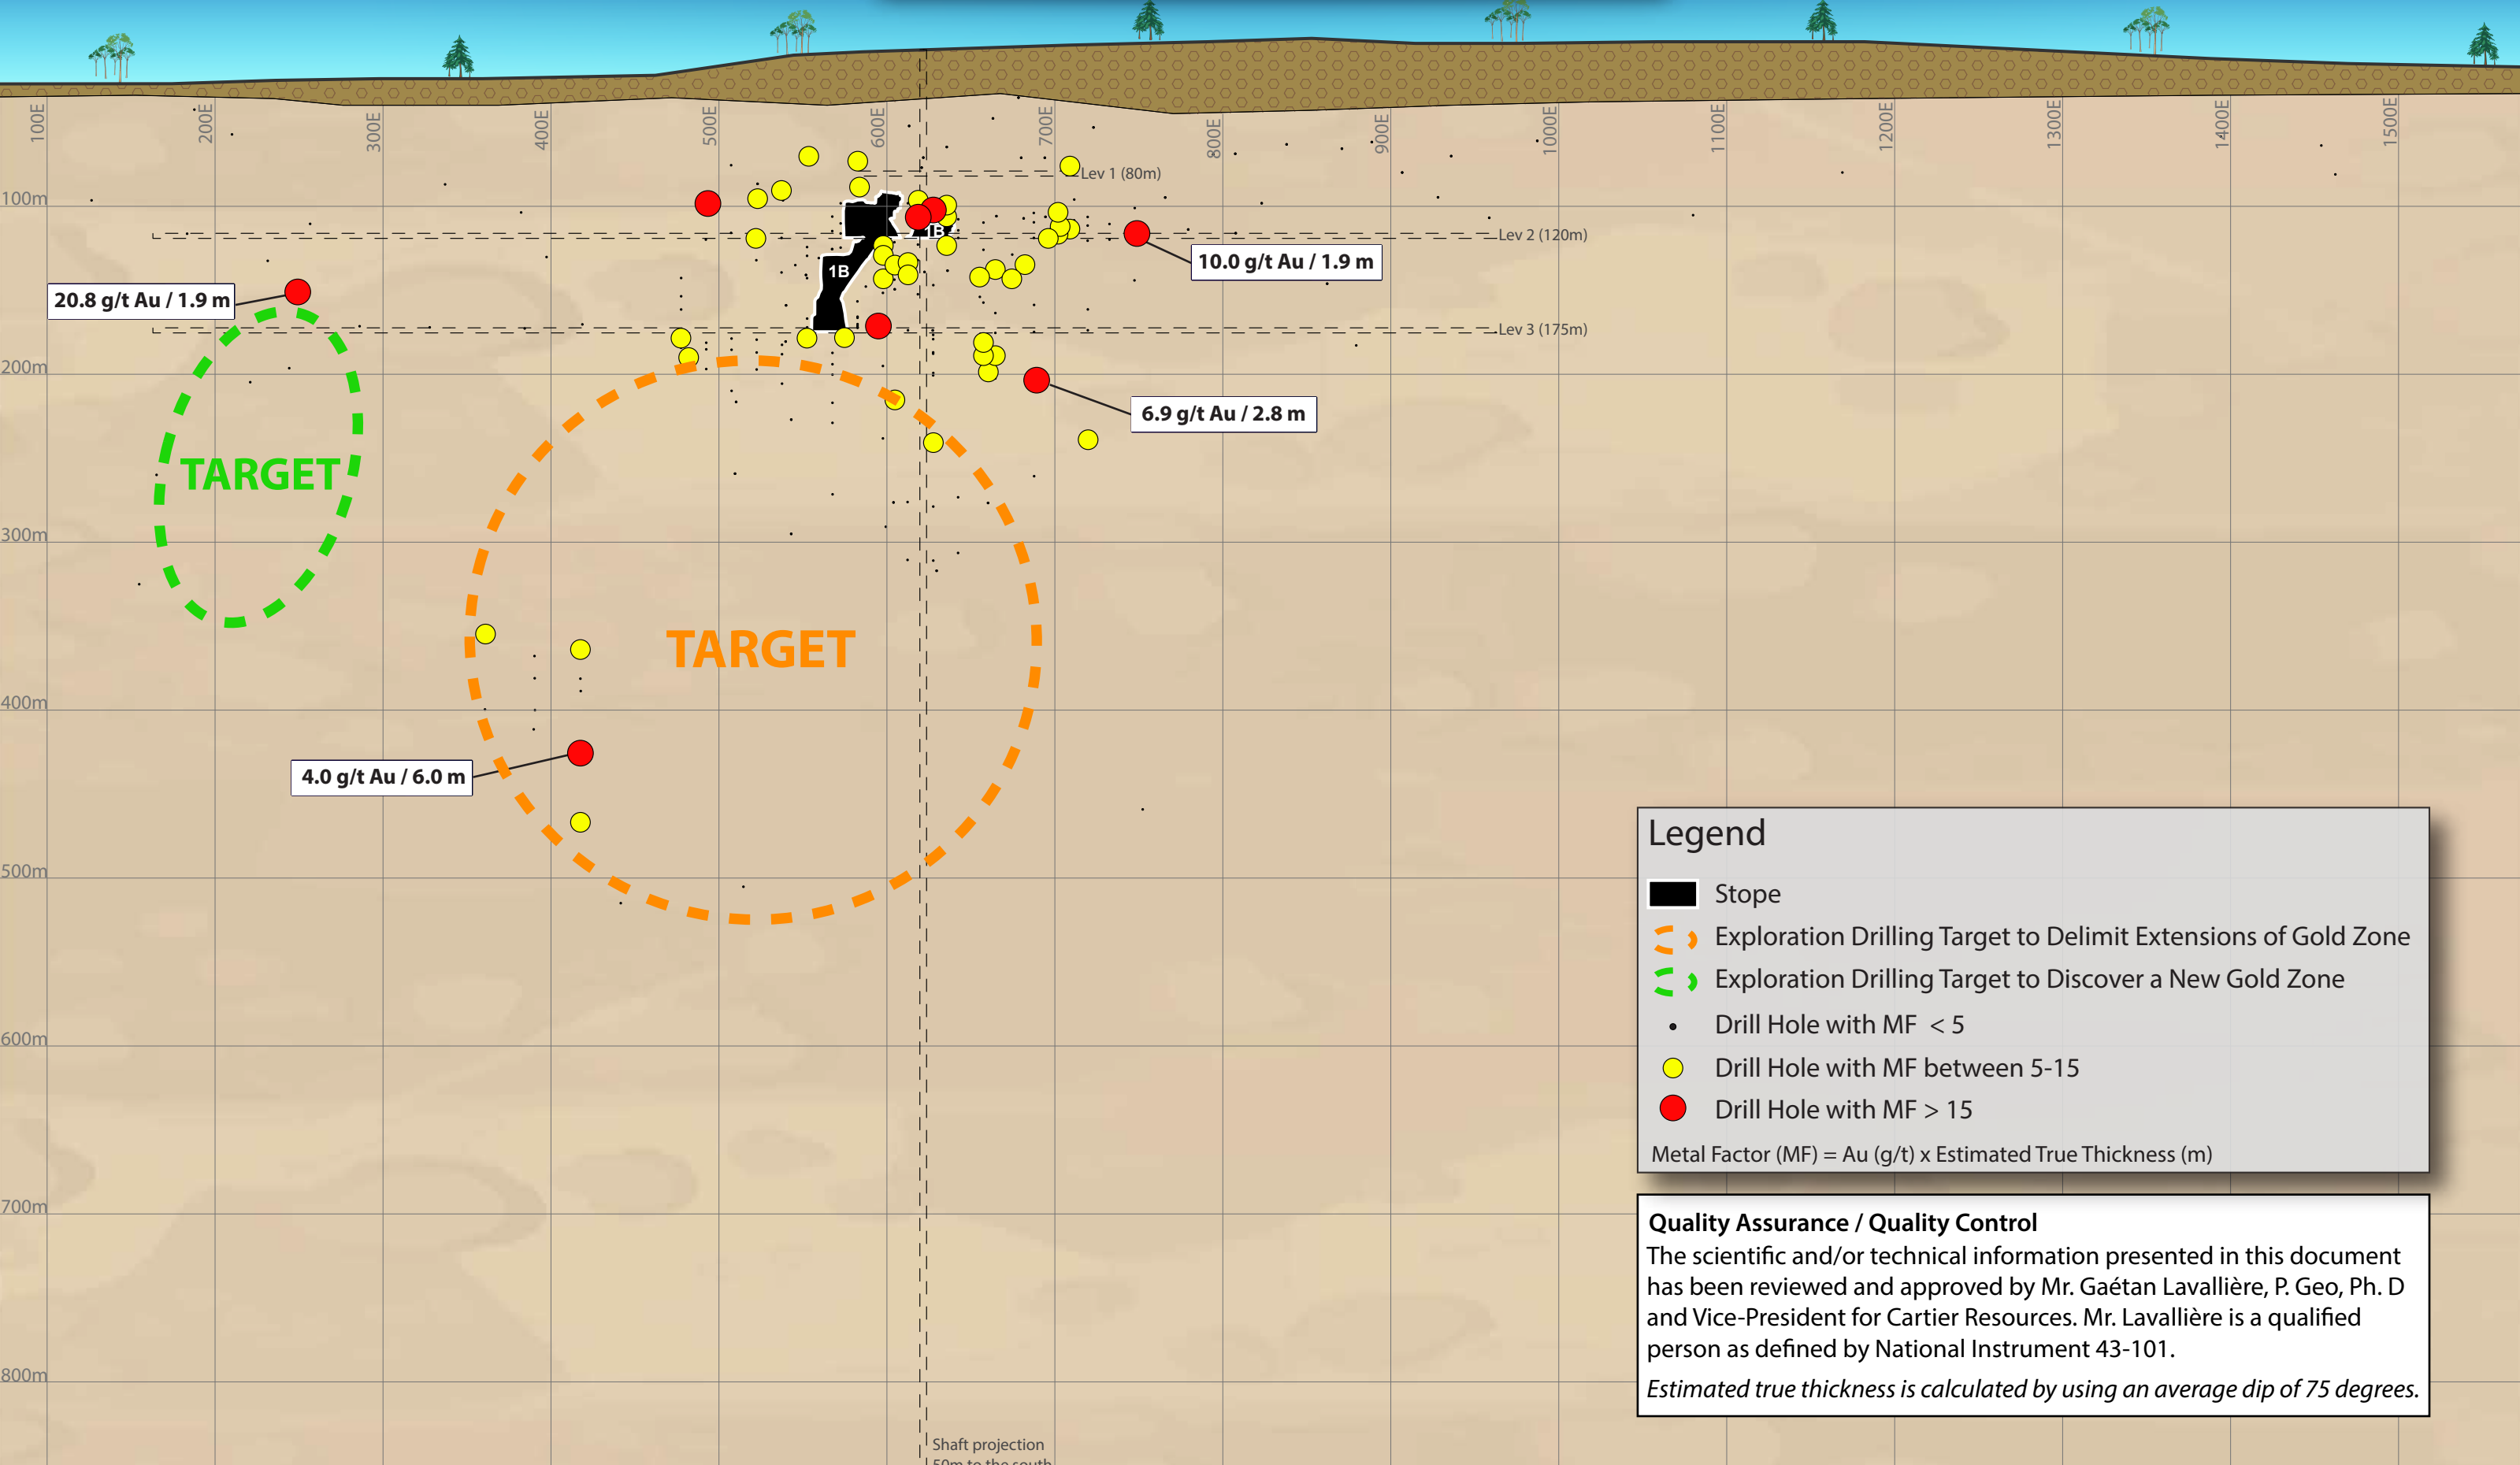 100E
200E
300E
400E
500E
600E
700E
800E
900E
1000E
1100E
1200E
1300E
1400E
1500E
Lev 1 (80m)
100m
1B
Lev 2 (120m)
10.0 g/t Au / 1.9 m
1B
20.8 g/t Au / 1.9 m
Lev 3 (175m)
200m
6.9 g/t Au / 2.8 m
TARGET
300m
TARGET
400m
4.0 g/t Au / 6.0 m
500m
600m
700m
800m
Legend
Stope
Exploration Drilling Target to Delimit Extensions of Gold Zone
Exploration Drilling Target to Discover a New Gold Zone
Drill Hole with MF < 5
Drill Hole with MF between 5-15
Drill Hole with MF > 15
Metal Factor (MF) = Au (g/t) x Estimated True Thickness (m)
Quality Assurance / Quality Control
The scientific and/or technical information presented in this document
has been reviewed and approved by Mr. Gaétan Lavallière, P. Geo, Ph. D
and Vice-President for Cartier Resources. Mr. Lavallière is a qualified
person as defined by National Instrument 43-101.
Estimated true thickness is calculated by using an average dip of 75 degrees.
Shaft projection
50m to the south